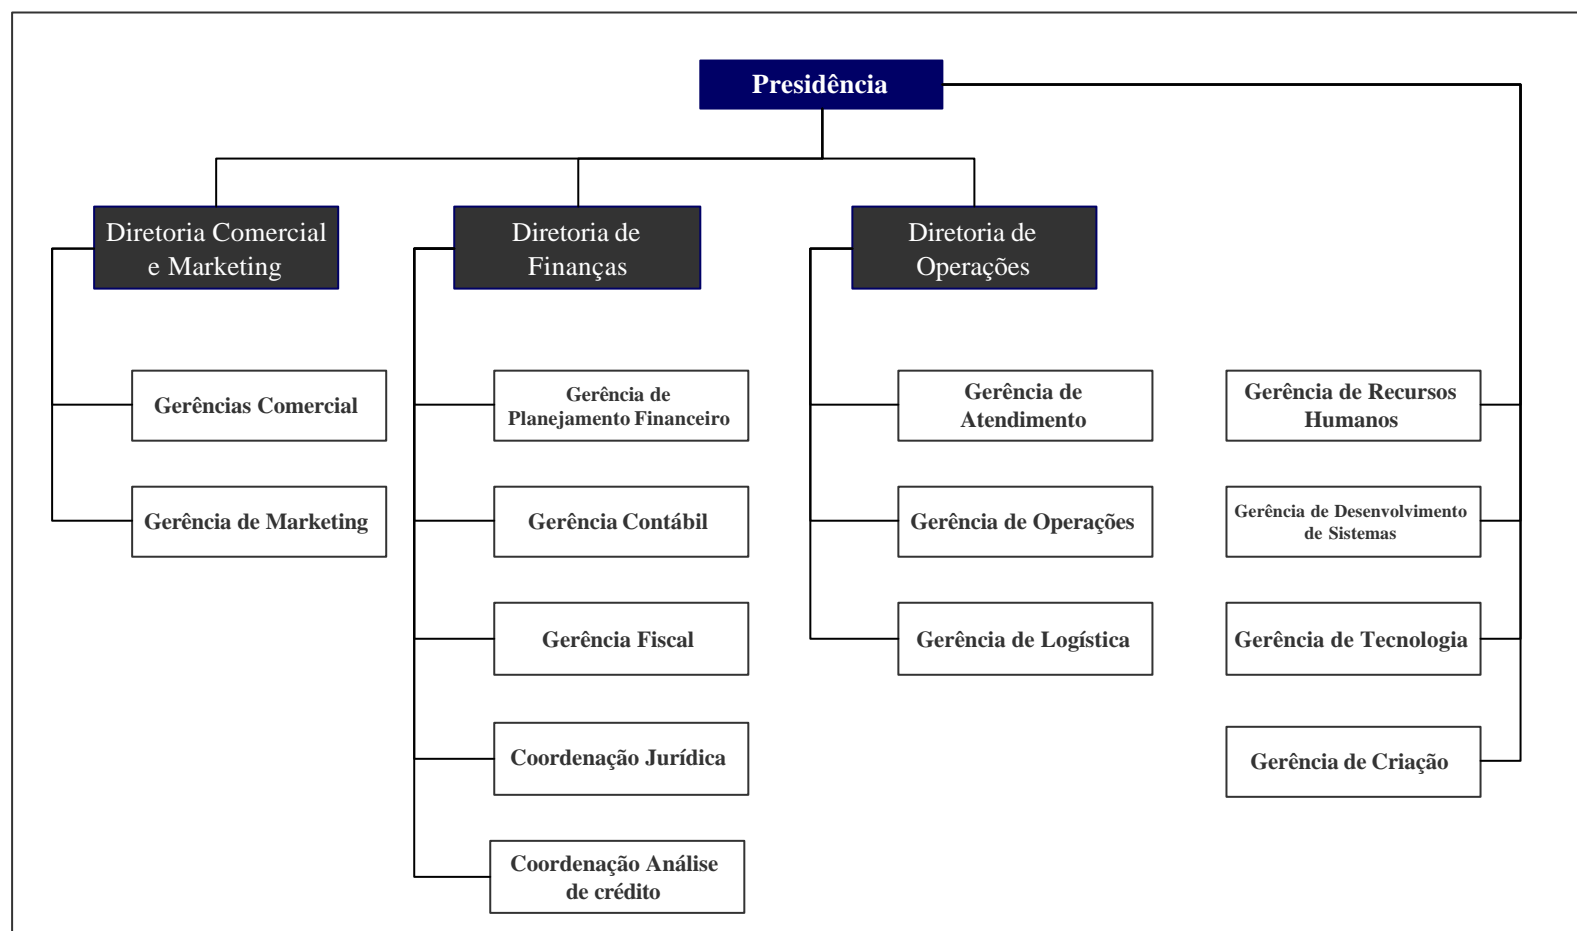 Presidência
Diretoria Comercial
e Marketing
Diretoria de
Finanças
Diretoria de
Operações
Gerências Comercial
Gerência de
Planejamento Financeiro
Gerência de
Atendimento
Gerência de Recursos
Humanos
Gerência de Marketing
Gerência Contábil
Gerência de Operações
Gerência de Desenvolvimento
de Sistemas
Gerência Fiscal
Gerência de Logística
Gerência de Tecnologia
Coordenação Jurídica
Gerência de Criação
Coordenação Análise
de crédito